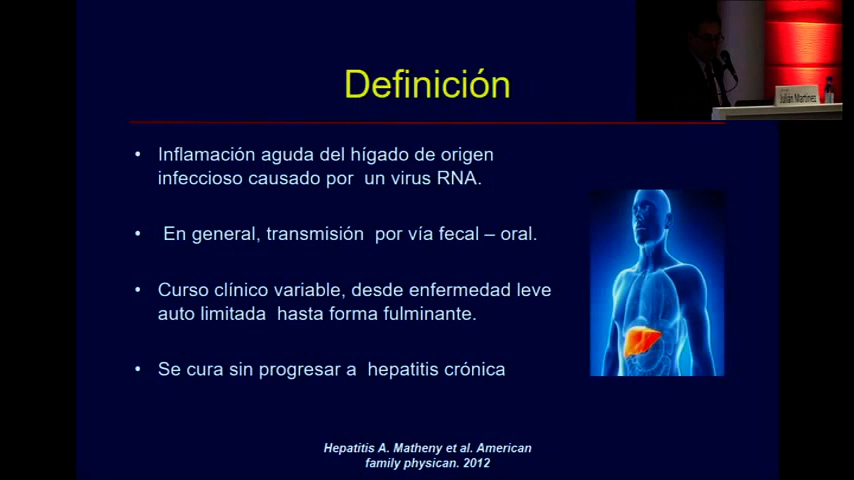 Definición
Julián Martínez
• Inflamación aguda del hígado de origen
infeccioso causado por un virus RNA.
• En general, transmisión por vía fecal – oral.
• Curso clínico variable, desde enfermedad leve
auto limitada hasta forma fulminante.
• Se cura sin progresar a hepatitis crónica
Hepatitis A. Matheny et al. American
family physican. 2012